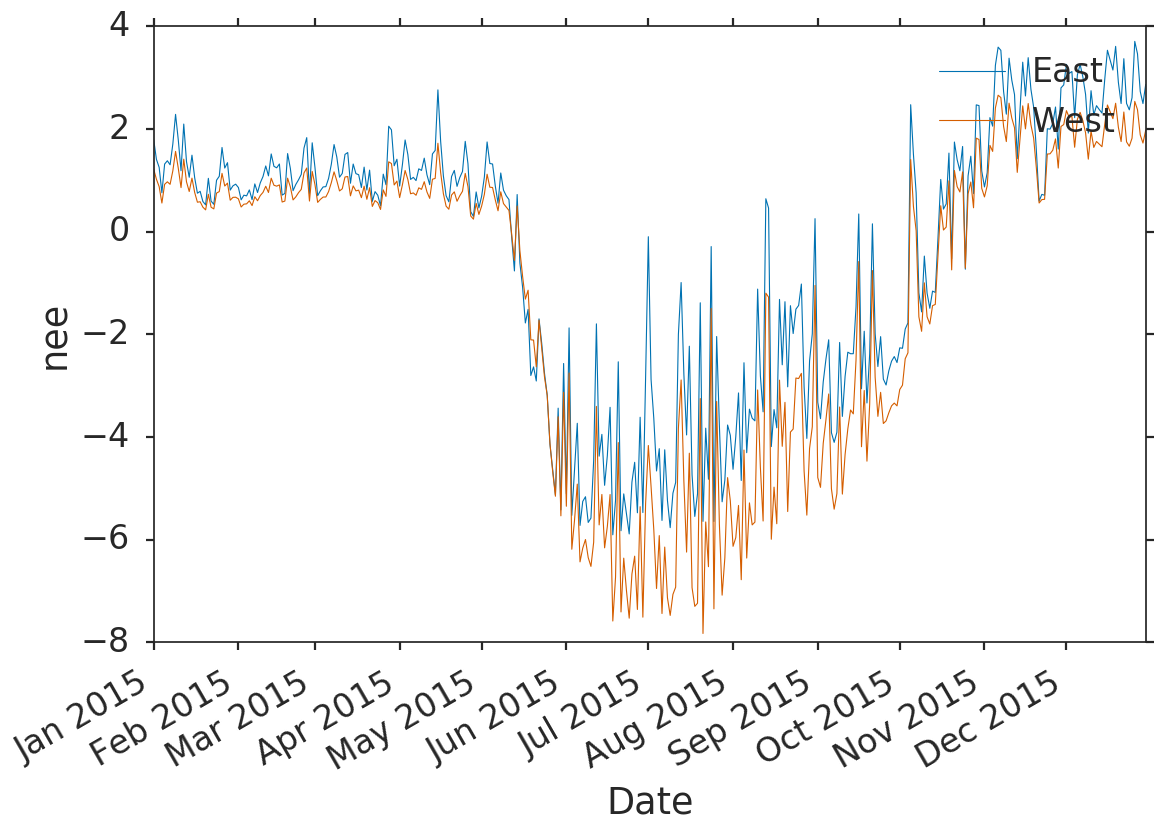 4
2
0
−2
−4
−6
−8
nee
East
West
Jan 2015
Feb 2015
Mar 2015
Apr 2015
May 2015
Jun 2015
Jul 2015
Aug 2015
Sep 2015
Oct 2015
Nov 2015
Dec 2015
Date